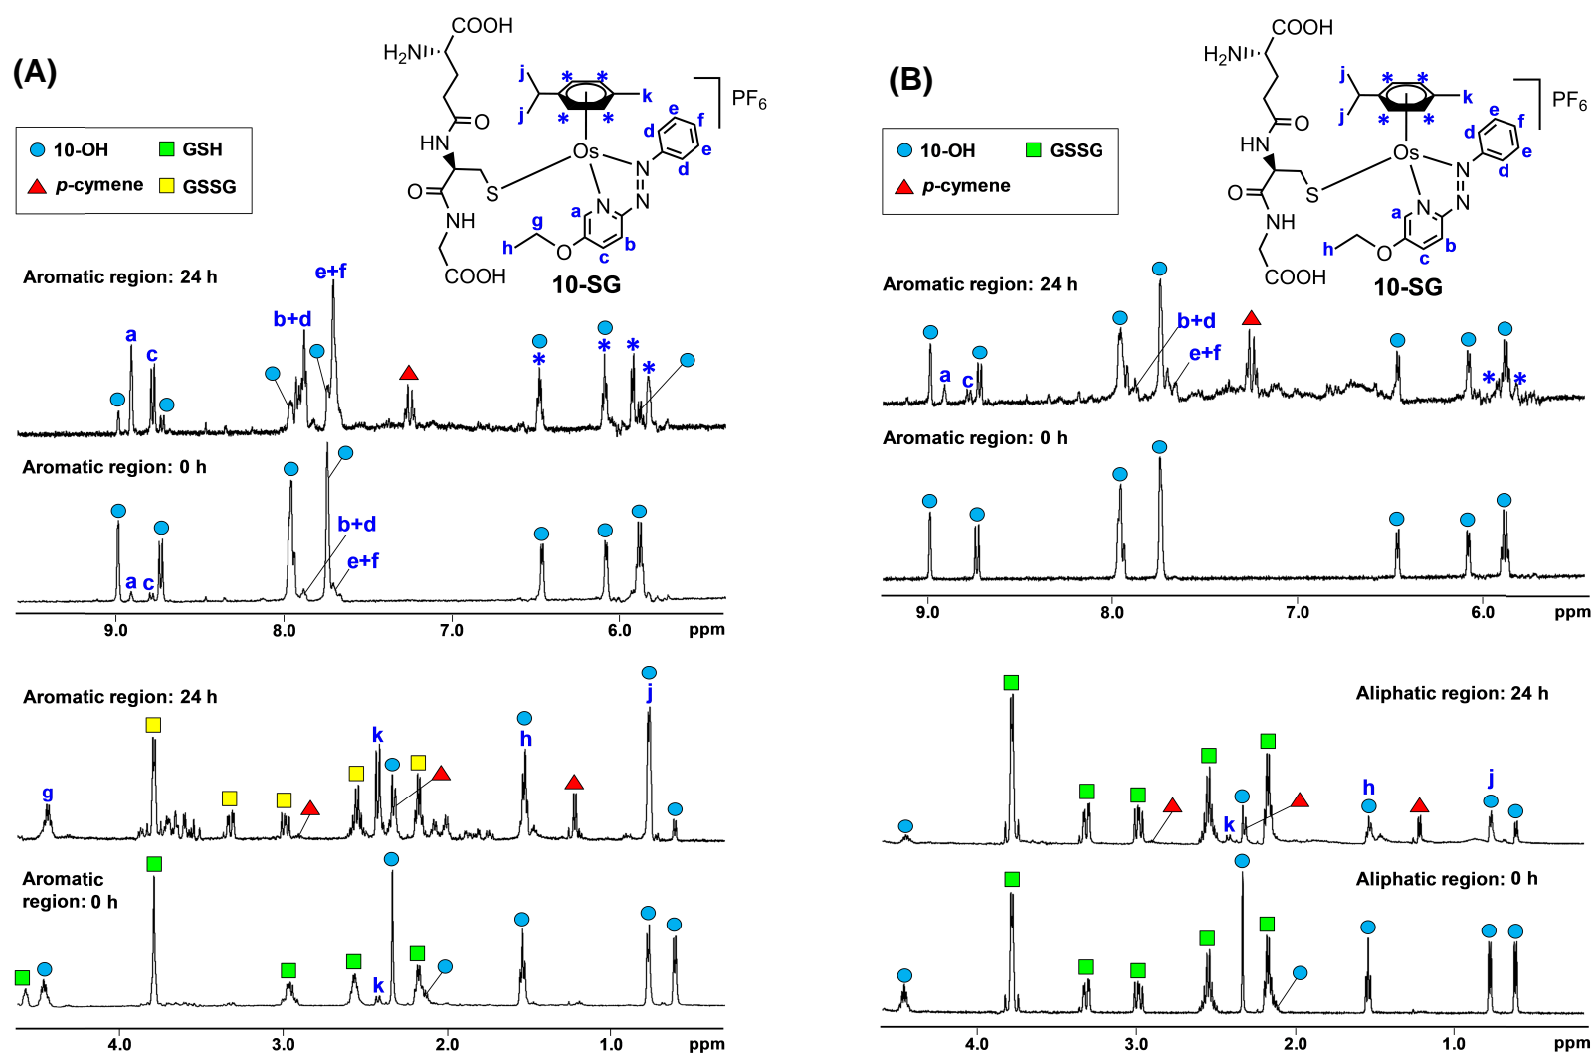 (A)
10-OH
GSH
p-cymene
GSSG
COOH
H2N
O
HN
O
S
NH
COOH
j
j
*
*
*
*
k
PF6
Os
e
f
d
e
d
N
N
N
a
g
h
O
b
c
10-SG
Aromatic region: 24 h
a
c
b+d
e+f
*
*
*
*
Aromatic region: 0 h
a
c
b+d
e+f
9.0
8.0
7.0
6.0
ppm
Aromatic region: 24 h
g
k
h
j
Aromatic
region: 0 h
k
4.0
3.0
2.0
1.0
ppm
(B)
10-OH
GSSG
p-cymene
COOH
H2N
O
HN
O
S
NH
COOH
j
j
*
*
*
*
k
PF6
Os
e
f
d
e
d
N
N
N
a
h
O
b
c
10-SG
Aromatic region: 24 h
a
c
b+d
e+f
*
*
Aromatic region: 0 h
9.0
8.0
7.0
6.0
ppm
Aliphatic region: 24 h
k
h
j
Aliphatic region: 0 h
4.0
3.0
2.0
1.0
ppm